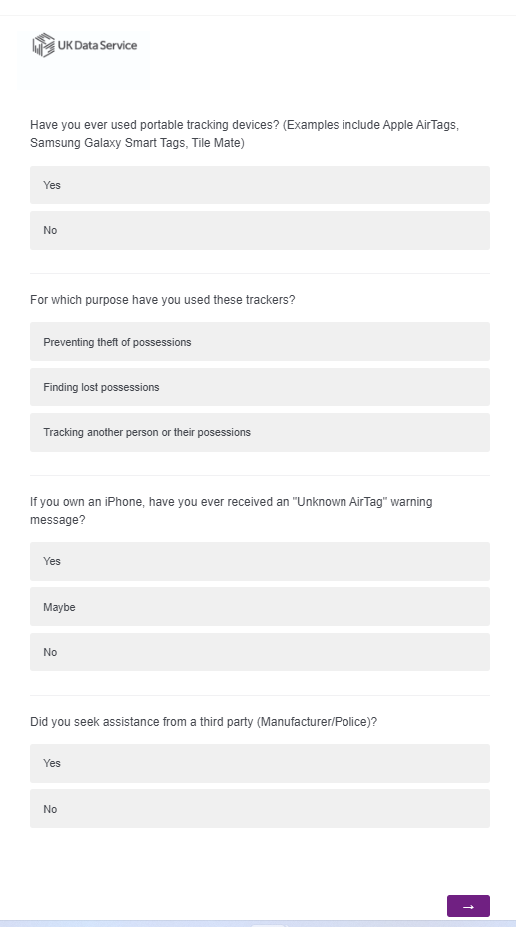 UK Data Service
Have you ever used portable tracking devices? (Examples include Apple AirTags,
Samsung Galaxy Smart Tags, Tile Mate)
Yes
No
For which purpose have you used these trackers?
Preventing theft of possessions
Finding lost possessions
Tracking another person or their posessions
If you own an iPhone, have you ever received an "Unknown AirTag" warning
message?
Yes
Maybe
No
Did you seek assistance from a third party (Manufacturer/Police)?
Yes
No
→